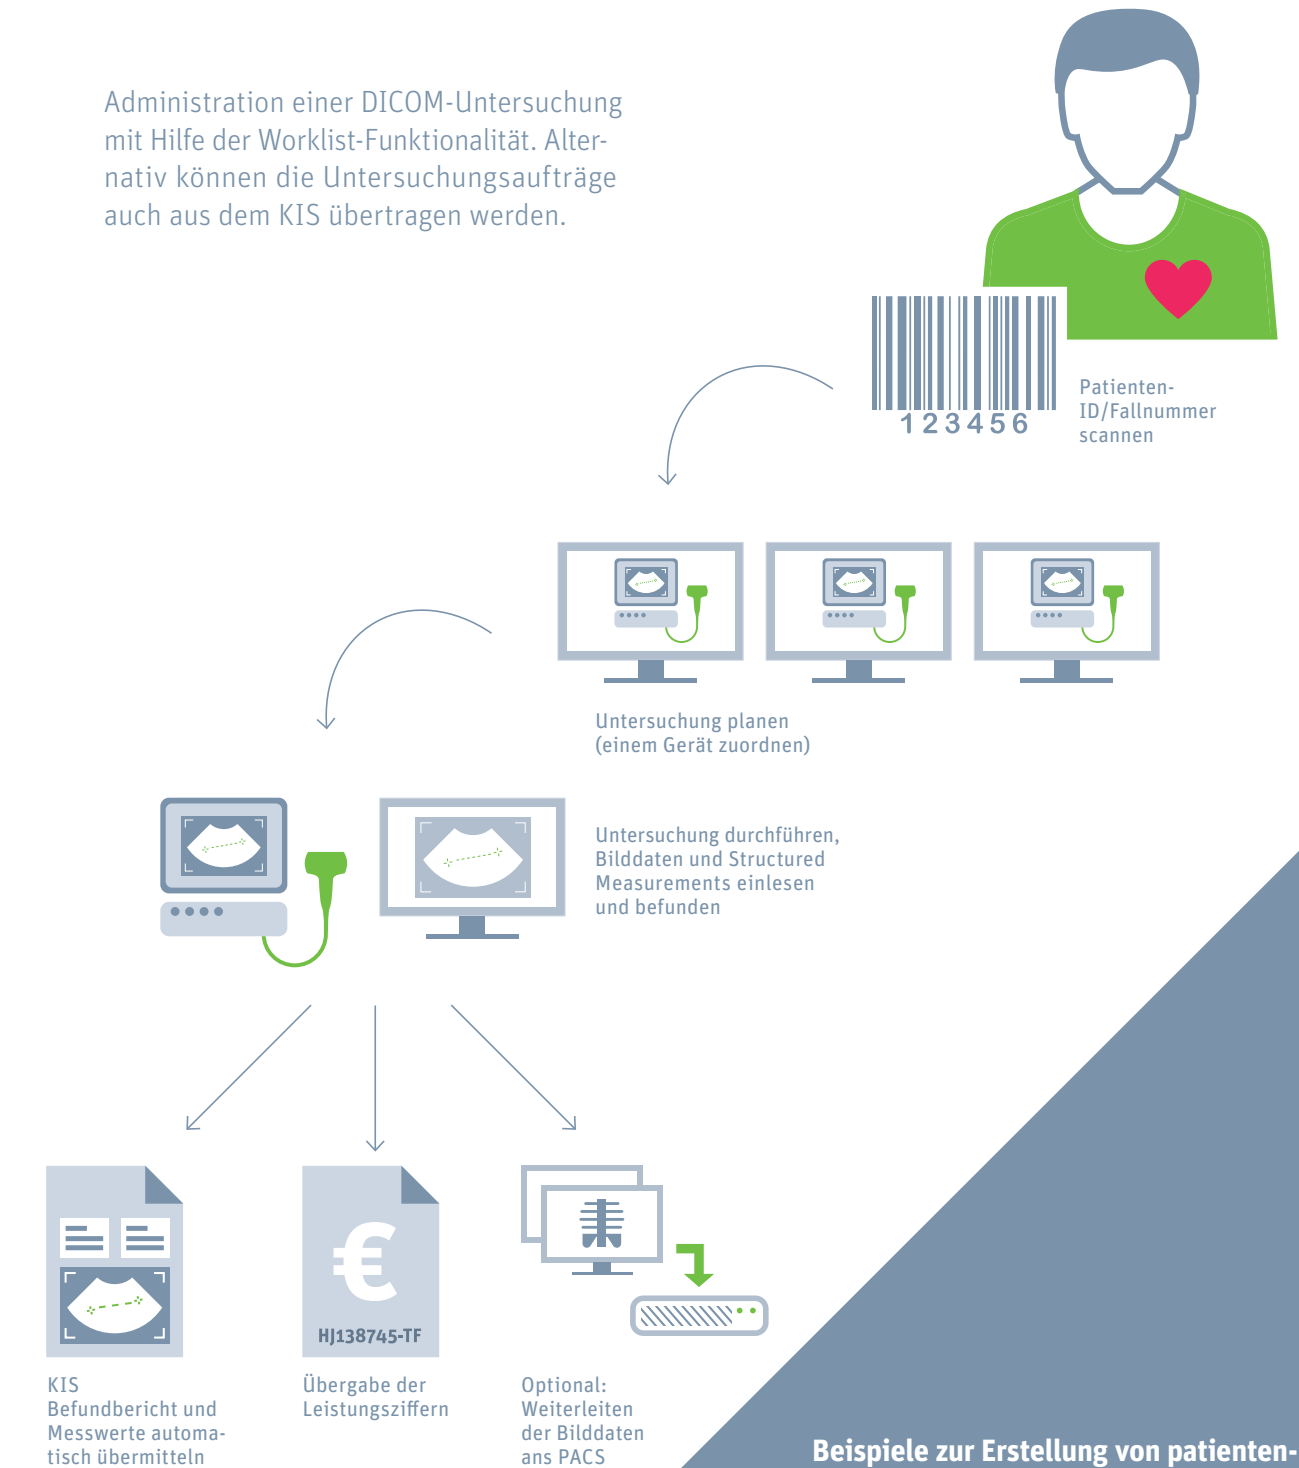 Administration einer DICOM-Untersuchung
mit Hilfe der Worklist-Funktionalität. Alter-
nativ können die Untersuchungsaufträge
auch aus dem KIS übertragen werden.
123456
Patienten-
ID/Fallnummer
scannen
Untersuchung planen
(einem Gerät zuordnen)
Untersuchung durchführen,
Bilddaten und Structured
Measurements einlesen
und befunden
€
HJ138745-TF
KIS
Befundbericht und
Messwerte automa-
tisch übermitteln
Übergabe der
Leistungsziffern
Optional:
Weiterleiten
der Bilddaten
ans PACS
Beispiele zur Erstellung von patienten-